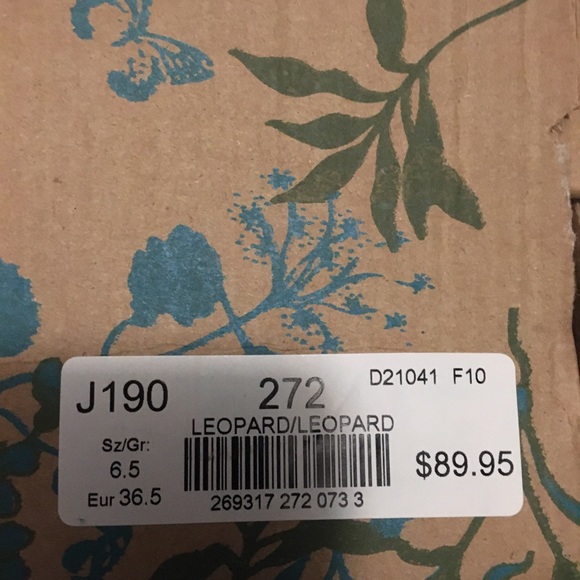 J190 272 D21041 F10
LEOPARD/LEOPARD
Sz/Gr:
6.5 $89.95
Eur 36.5 269317 272 073 3